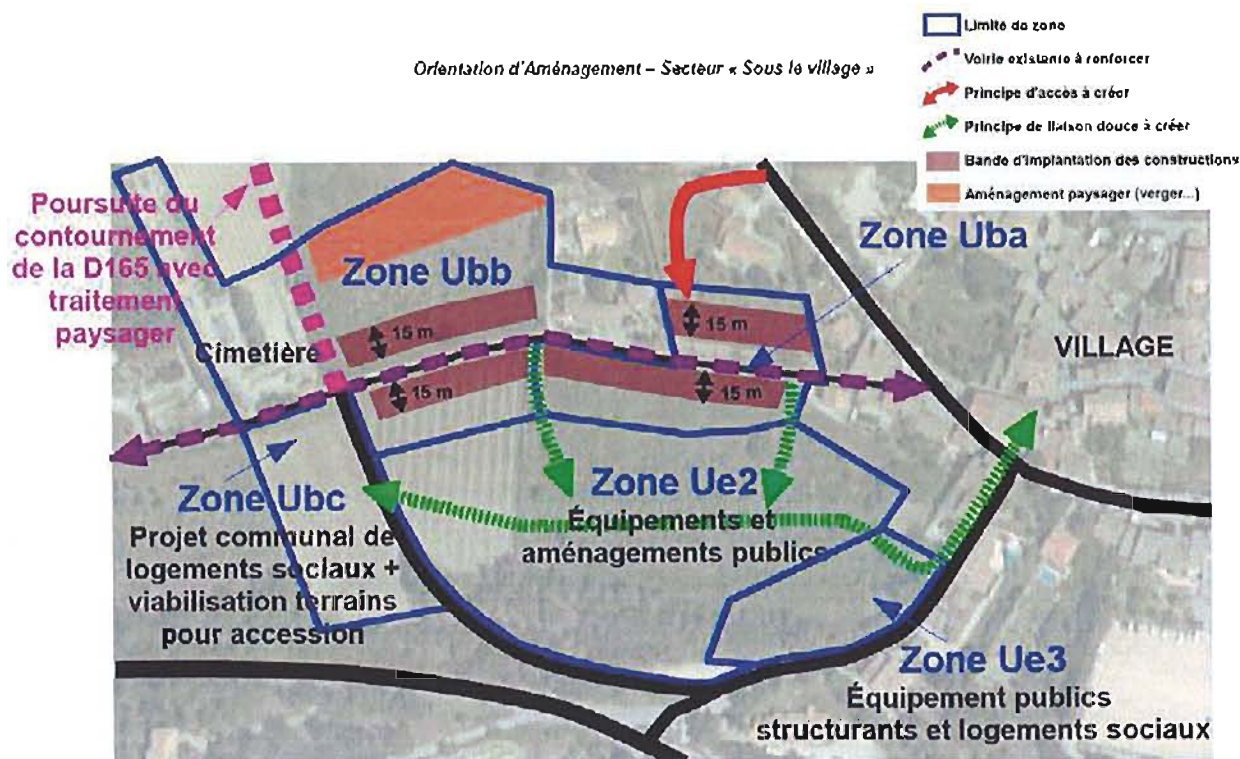 Orientation d'Aménagement – Secteur « Sous le village »
Limite de zone
Voirie existante à renforcer
Principe d'accès à créer
Principe de liaison douce à créer
Bande d'implantation des constructions
Aménagement paysager (verger...)
Poursuite du
contournement
de la D165 avec
traitement
paysager
Zone Uba
Zone Ubb
15 m
15 m
Cimetière
VILLAGE
15 m
15 m
Zone Ubc
Projet communal de
logements sociaux +
viabilisation terrains
pour accession
Zone Ue2
Équipements et
aménagements publics
Zone Ue3
Équipement publics
structurants et logements sociaux